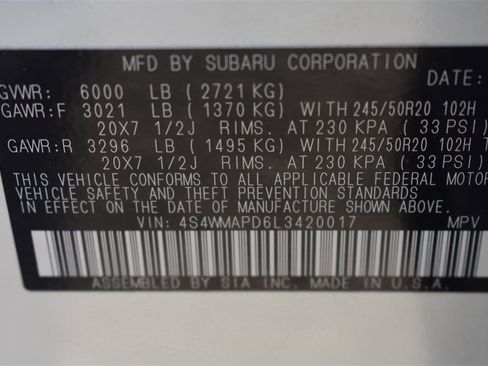 MFD BY SUBARU CORPORATION
DATE:
GVWR: 6000 LB (2721 KG)
GAWR:F 3021 LB (1370 KG) WITH 245/50R20 102H
20X7 1/2J RIMS. AT 230 KPA (33 PSI)
GAWR:R 3296 LB (1495 KG) WITH 245/50R20 102H T
20X7 1/2J RIMS. AT 230 KPA (33 PSI)
THIS VEHICLE CONFORMS TO ALL APPLICABLE FEDERAL MOTOR
VEHICLE SAFETY AND THEFT PREVENTION STANDARDS
IN EFFECT ON THE DATE OF MANUFACTURE SHOWN ABOVE.
VIN: 4S4WMAPD6L3420017 MPV
ASSEMBLED BY SIA INC. MADE IN U.S.A.